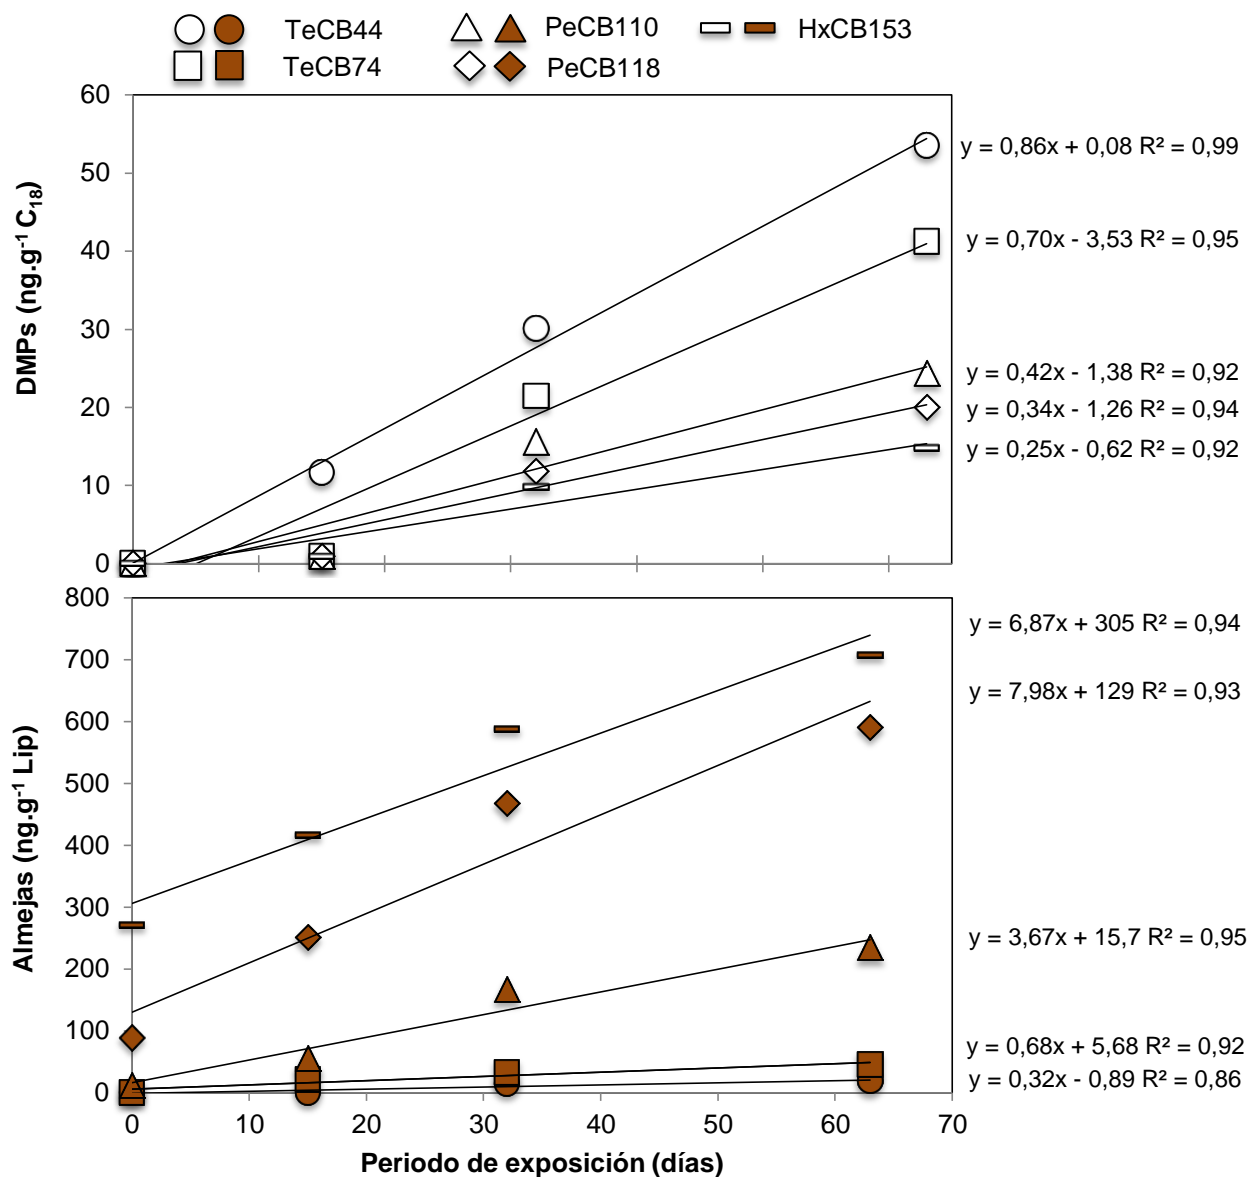 TeCB44 PeCB110 HxCB153
TeCB74 PeCB118
DMPs (ng.g⁻¹ C₁₈)
60
50
40
30
20
10
0
y = 0,86x + 0,08 R² = 0,99
y = 0,70x - 3,53 R² = 0,95
y = 0,42x - 1,38 R² = 0,92
y = 0,34x - 1,26 R² = 0,94
y = 0,25x - 0,62 R² = 0,92
Almejas (ng.g⁻¹ Lip)
800
700
600
500
400
300
200
100
0
y = 6,87x + 305 R² = 0,94
y = 7,98x + 129 R² = 0,93
y = 3,67x + 15,7 R² = 0,95
y = 0,68x + 5,68 R² = 0,92
y = 0,32x - 0,89 R² = 0,86
0 10 20 30 40 50 60 70
Periodo de exposición (días)